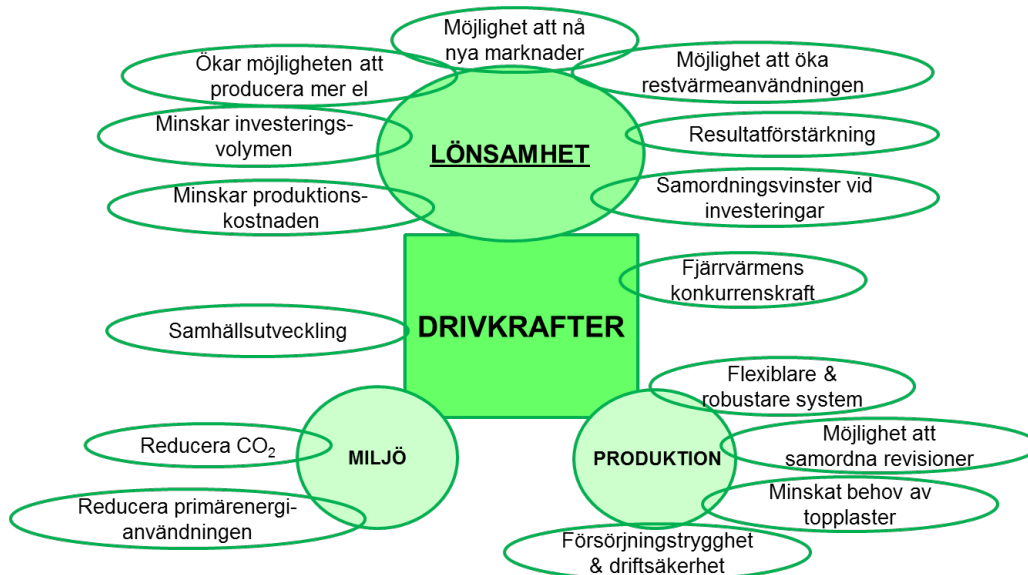 Möjlighet att nå
nya marknader
Ökar möjligheten att
producera mer el
Möjlighet att öka
restvärmeanvändningen
Minskar investerings-
volymen
LÖNSAMHET
Resultatförstärkning
Minskar produktions-
kostnaden
Samordningsvinster vid
investeringar
Fjärrvärmens
konkurrenskraft
Samhällsutveckling
DRIVKRAFTER
Flexiblare &
robustare system
Reducera CO₂
MILJÖ
PRODUKTION
Möjlighet att
samordna revisioner
Reducera primärenergi-
användningen
Minskat behov av
topplaster
Försörjningstrygghet
& driftsäkerhet